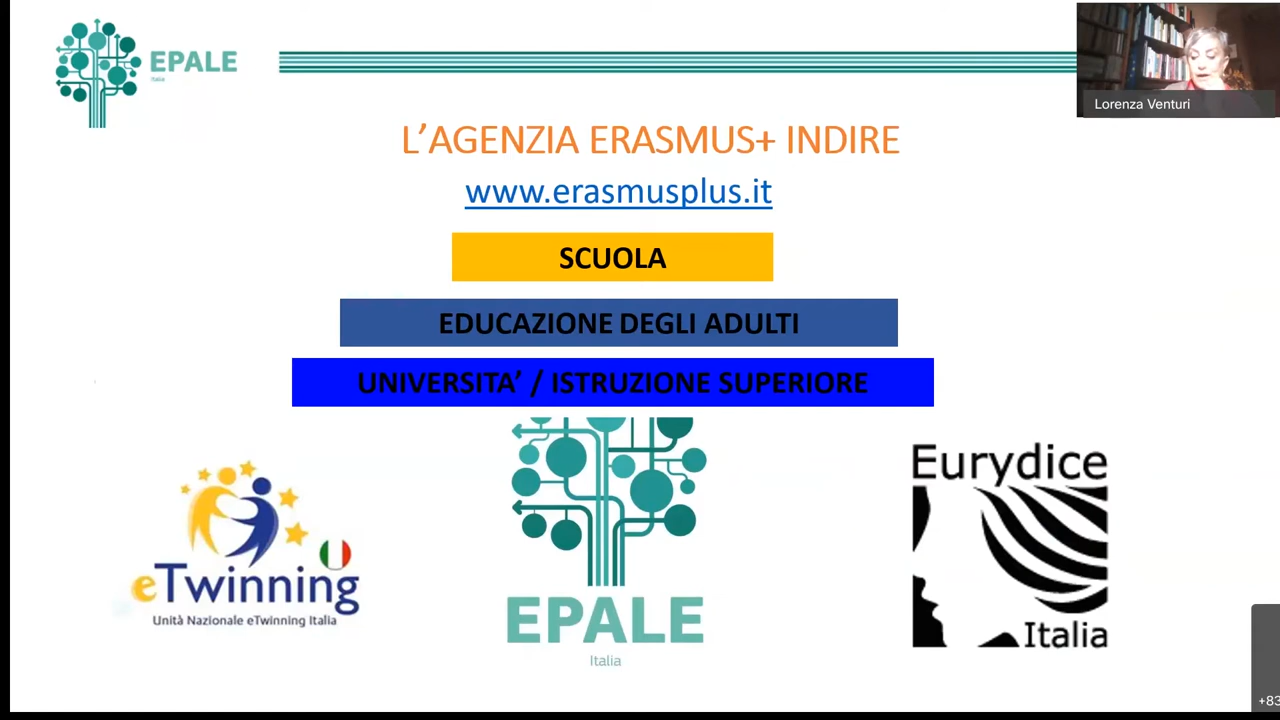 EPALE
Italia
Lorenza Venturi
L'AGENZIA ERASMUS+ INDIRE
www.erasmusplus.it
SCUOLA
EDUCAZIONE DEGLI ADULTI
UNIVERSITA' / ISTRUZIONE SUPERIORE
eTwinning
Unità Nazionale eTwinning Italia
EPALE
Italia
Eurydice
Italia
+83